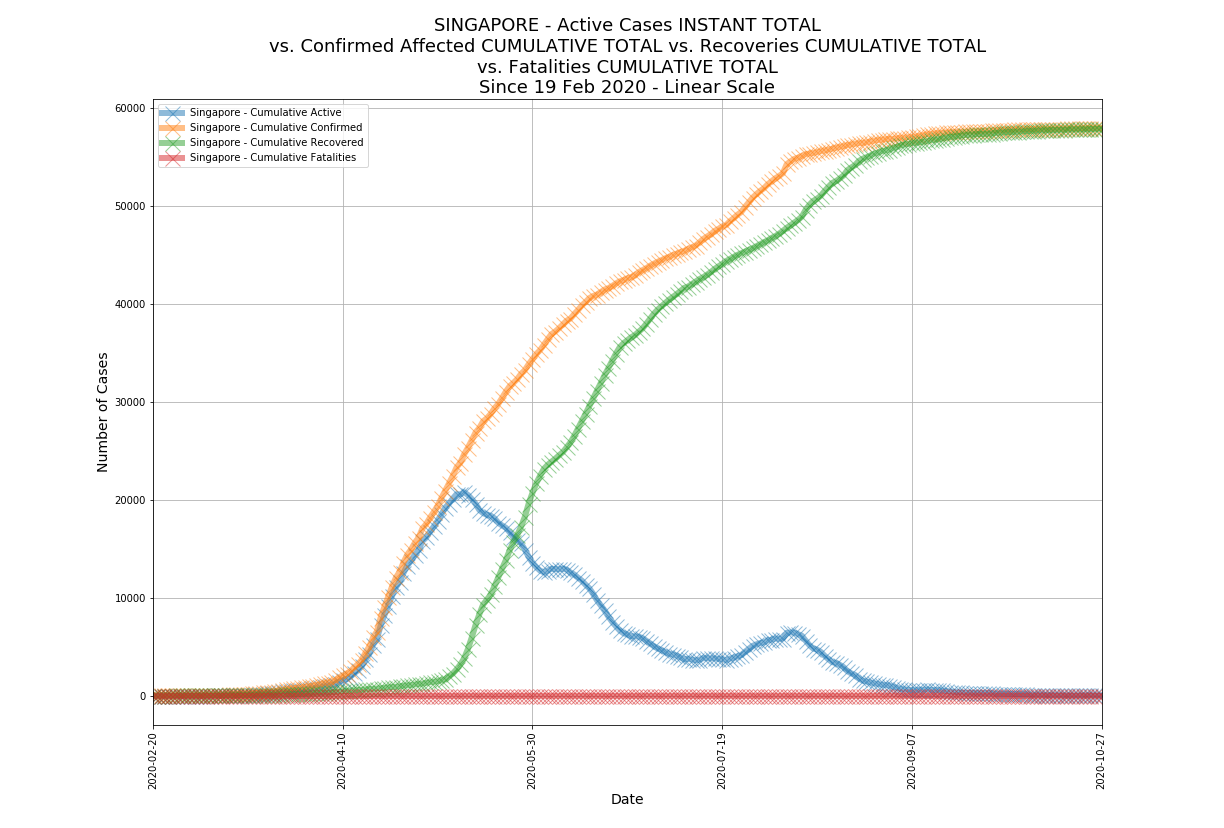 SINGAPORE - Active Cases INSTANT TOTAL
vs. Confirmed Affected CUMULATIVE TOTAL vs. Recoveries CUMULATIVE TOTAL
vs. Fatalities CUMULATIVE TOTAL
Since 19 Feb 2020 - Linear Scale
Singapore - Cumulative Active
Singapore - Cumulative Confirmed
Singapore - Cumulative Recovered
Singapore - Cumulative Fatalities
Number of Cases
60000
50000
40000
30000
20000
10000
0
2020-02-20
2020-04-10
2020-05-30
2020-07-19
2020-09-07
2020-10-27
Date